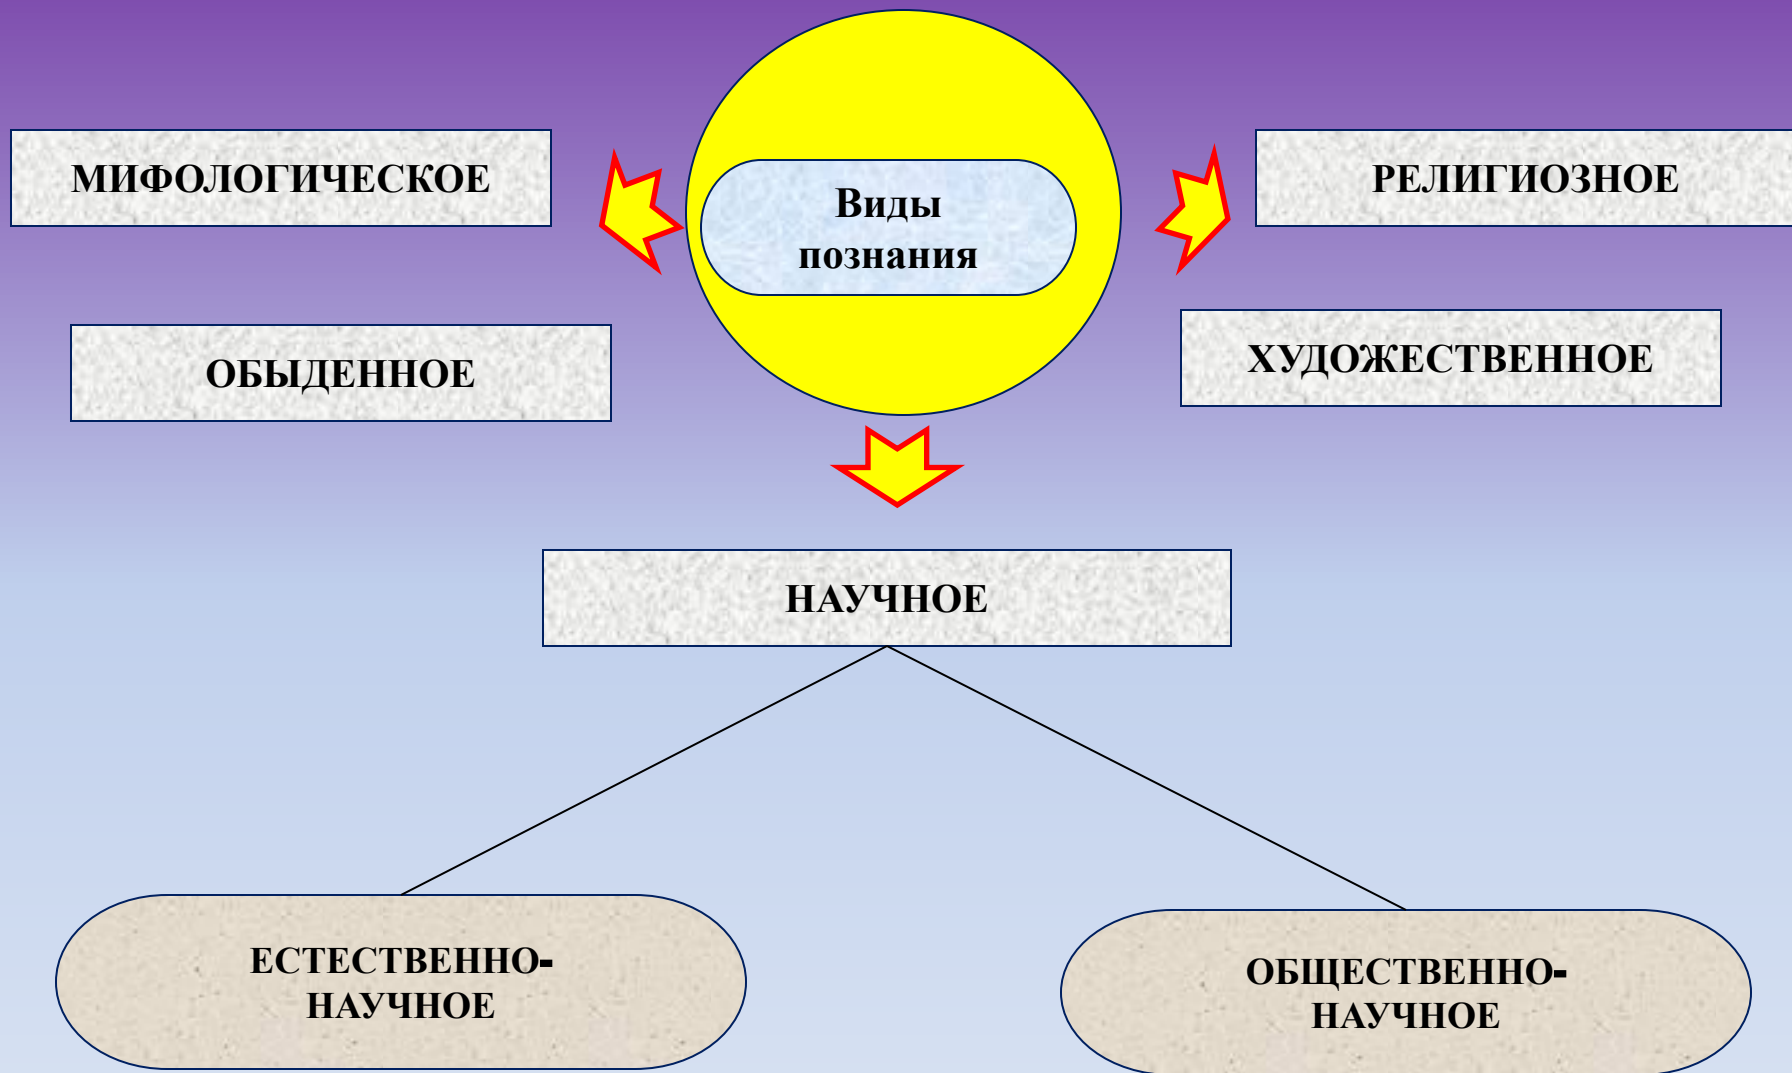 МИФОЛОГИЧЕСКОЕ
Виды
познания
РЕЛИГИОЗНОЕ
ОБЫДЕННОЕ
ХУДОЖЕСТВЕННОЕ
НАУЧНОЕ
ЕСТЕСТВЕННО-
НАУЧНОЕ
ОБЩЕСТВЕННО-
НАУЧНОЕ